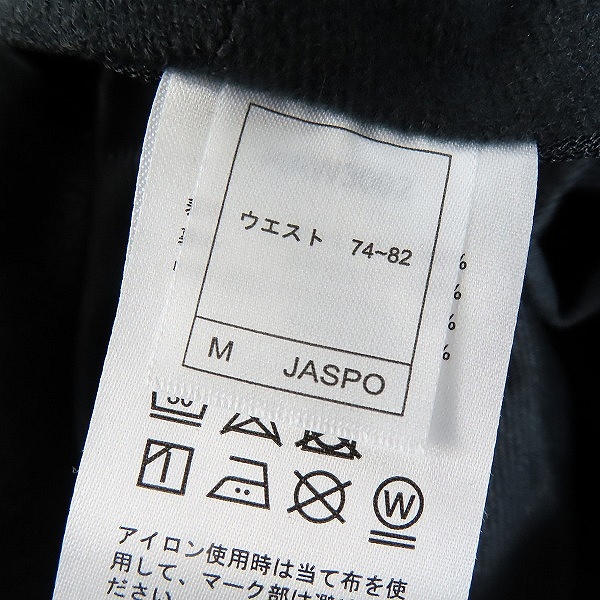 ウエスト 74~82
M JASPO
W
アイロン使用時は当て布を使
用して、マーク部は避
ださい